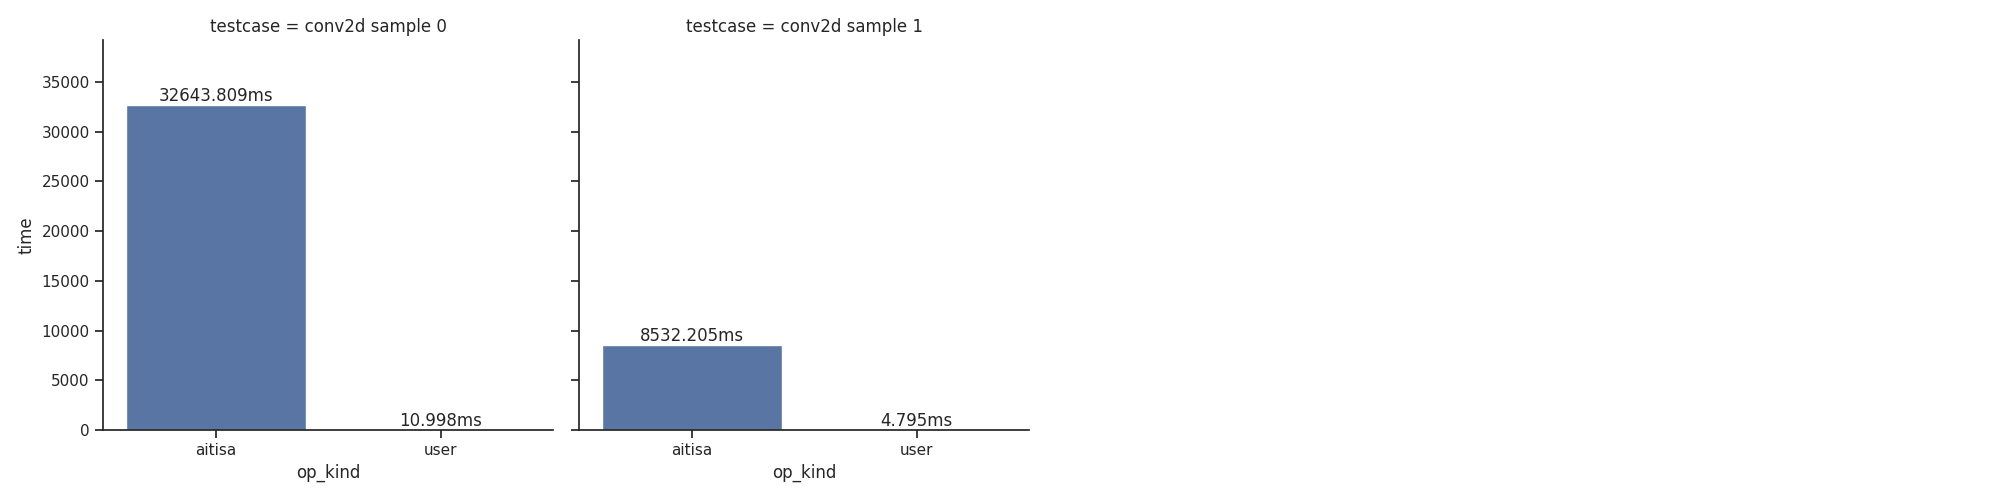 testcase = conv2d sample 0
testcase = conv2d sample 1
time
35000
30000
25000
20000
15000
10000
5000
0
32643.809ms
10.998ms
8532.205ms
4.795ms
aitisa
user
aitisa
user
op_kind
op_kind